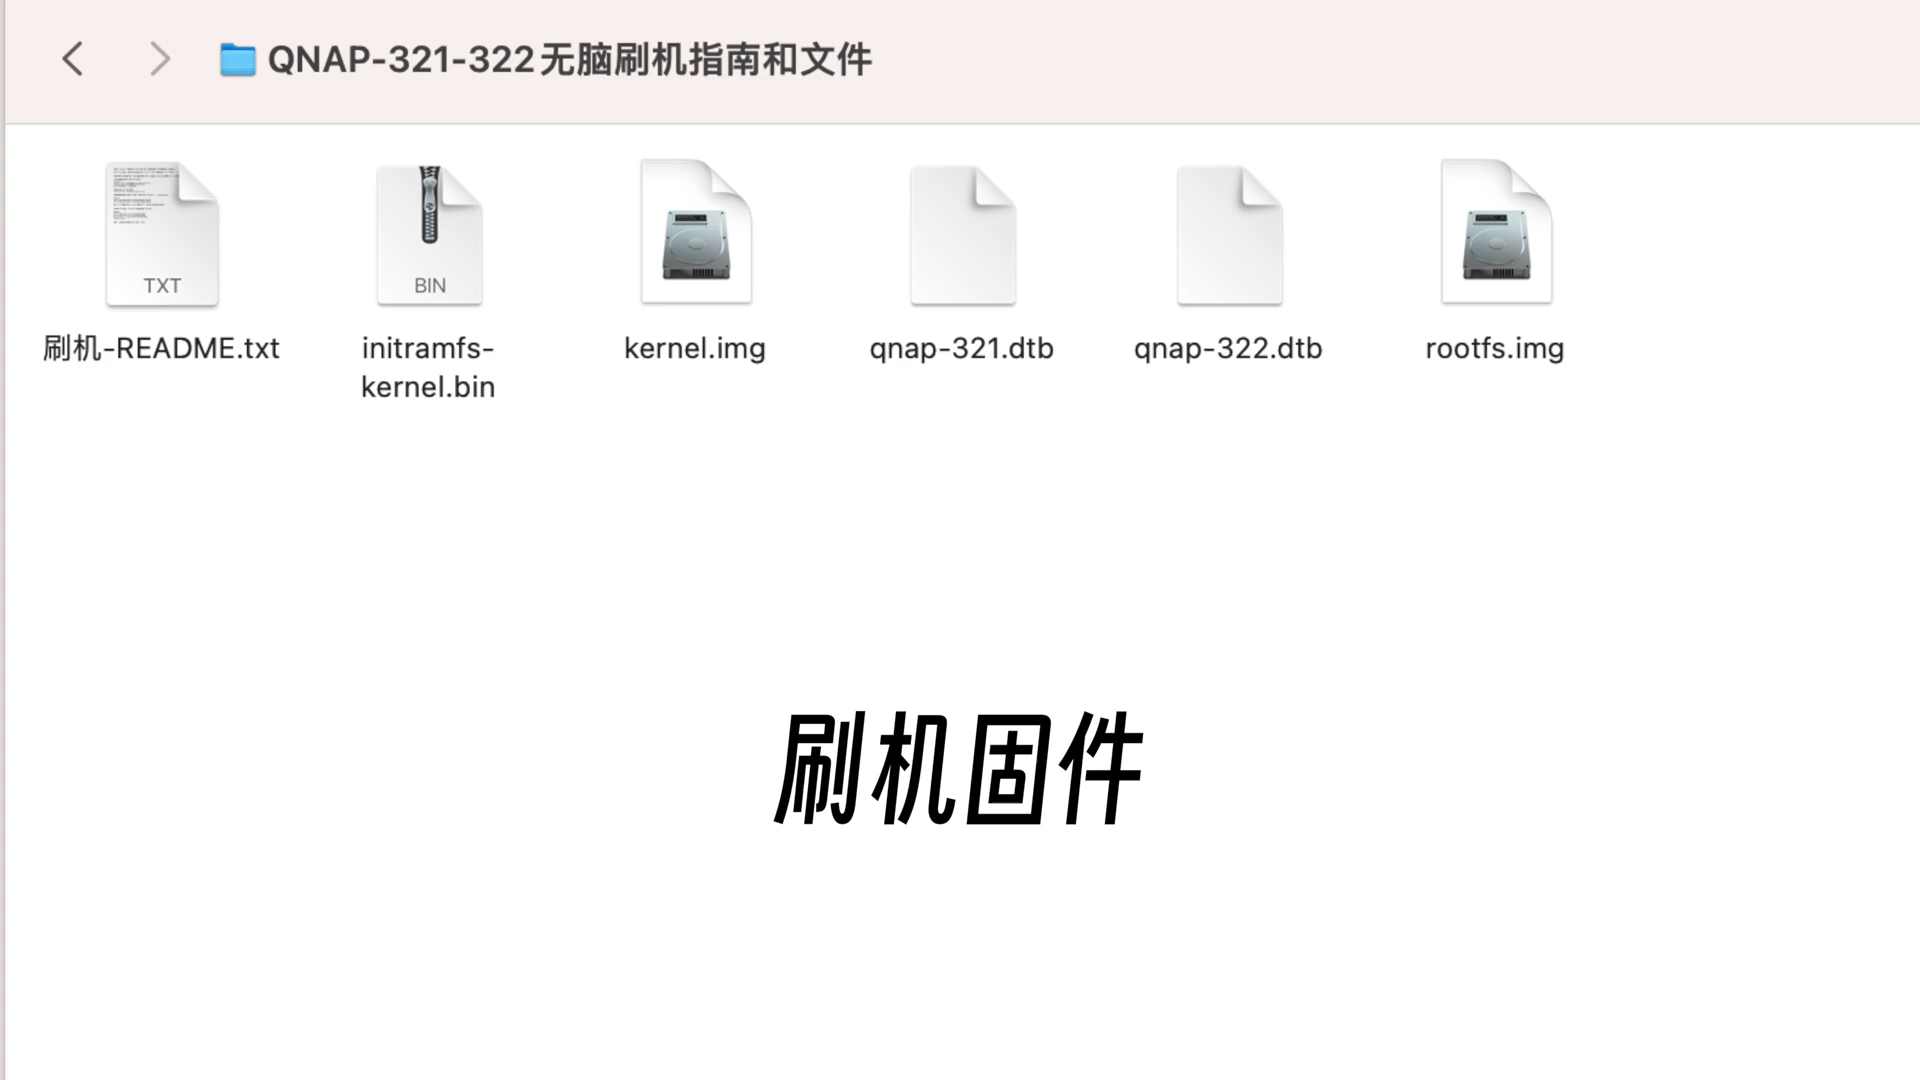 QNAP-321-322无脑刷机指南和文件
TXT
BIN
刷机-README.txt
initramfs-
kernel.bin
kernel.img
qnap-321.dtb
qnap-322.dtb
rootfs.img
刷机固件